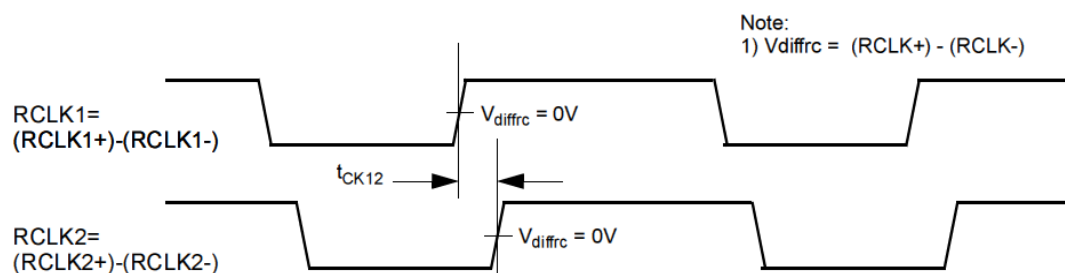 Note:
1) Vdiffrc = (RCLK+) - (RCLK-)
RCLK1=
(RCLK1+)-(RCLK1-)
Vdiffrc = 0V
tCK12
RCLK2=
(RCLK2+)-(RCLK2-)
Vdiffrc = 0V